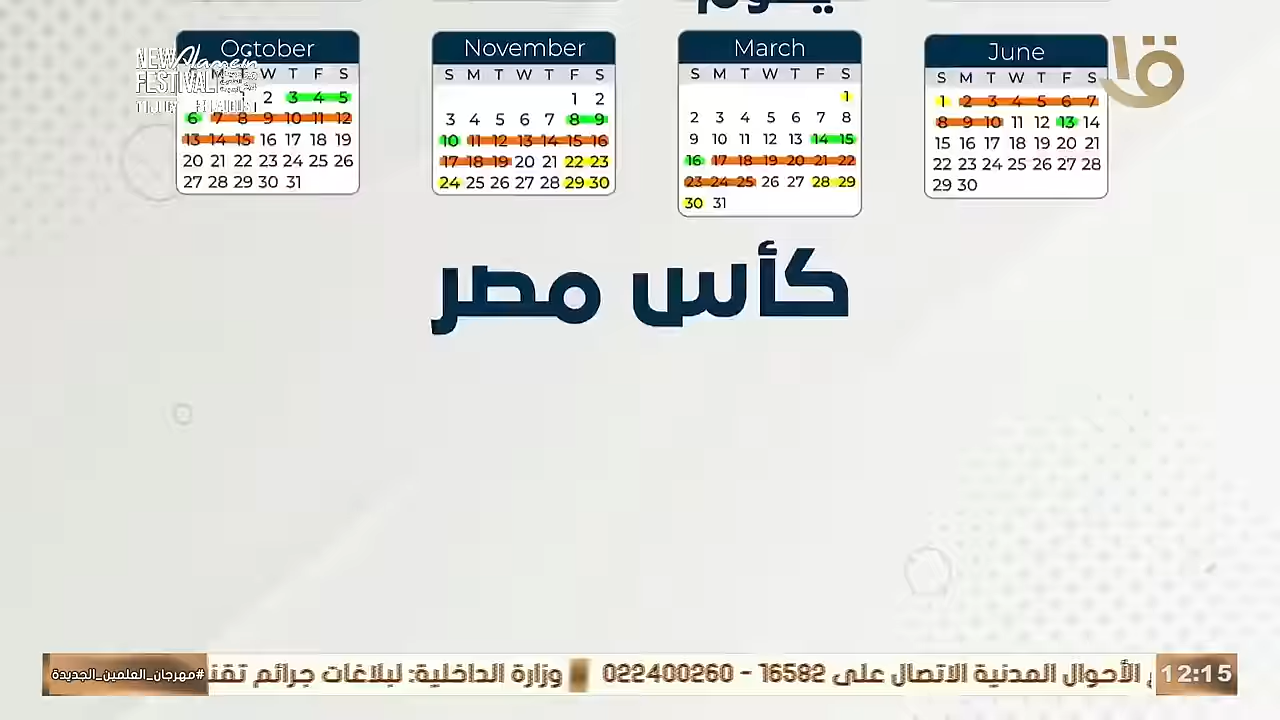 October
November
March
June
W T F S
S M T W T F S
S M T W T F S
S M T W T F S
2 3 4 5
1 2
1
1 2 3 4 5 6 7
6 7 8 9 10 11 12
3 4 5 6 7 8 9
2 3 4 5 6 7 8
8 9 10 11 12 13 14
13 14 15 16 17 18 19
10 11 12 13 14 15 16
9 10 11 12 13 14 15
15 16 17 18 19 20 21
20 21 22 23 24 25 26
17 18 19 20 21 22 23
16 17 18 19 20 21 22
22 23 24 25 26 27 28
27 28 29 30 31
24 25 26 27 28 29 30
23 24 25 26 27 28 29
29 30
30 31
NEW Alamein
FESTIVAL
كأس مصر
الأحوال المدنية الاتصال على 16582 - 022400260
وزارة الداخلية: لبلاغات جرائم
#مهرجان_العلمين_الجديدة
12:15